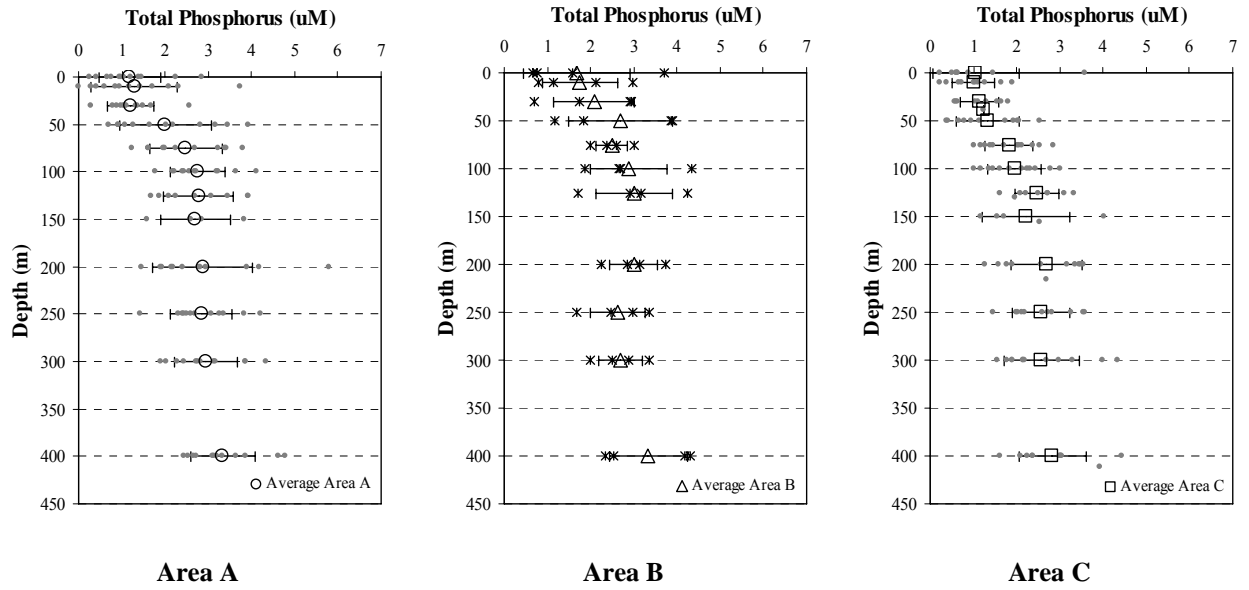 Total Phosphorus (uM)
0 1 2 3 4 5 6 7
0
50
100
150
200
250
300
350
400
450
Depth (m)
Average Area A
Area A
Total Phosphorus (uM)
0 1 2 3 4 5 6 7
0
50
100
150
200
250
300
350
400
450
Depth (m)
Average Area B
Area B
Total Phosphorus (uM)
0 1 2 3 4 5 6 7
0
50
100
150
200
250
300
350
400
450
Depth (m)
Average Area C
Area C